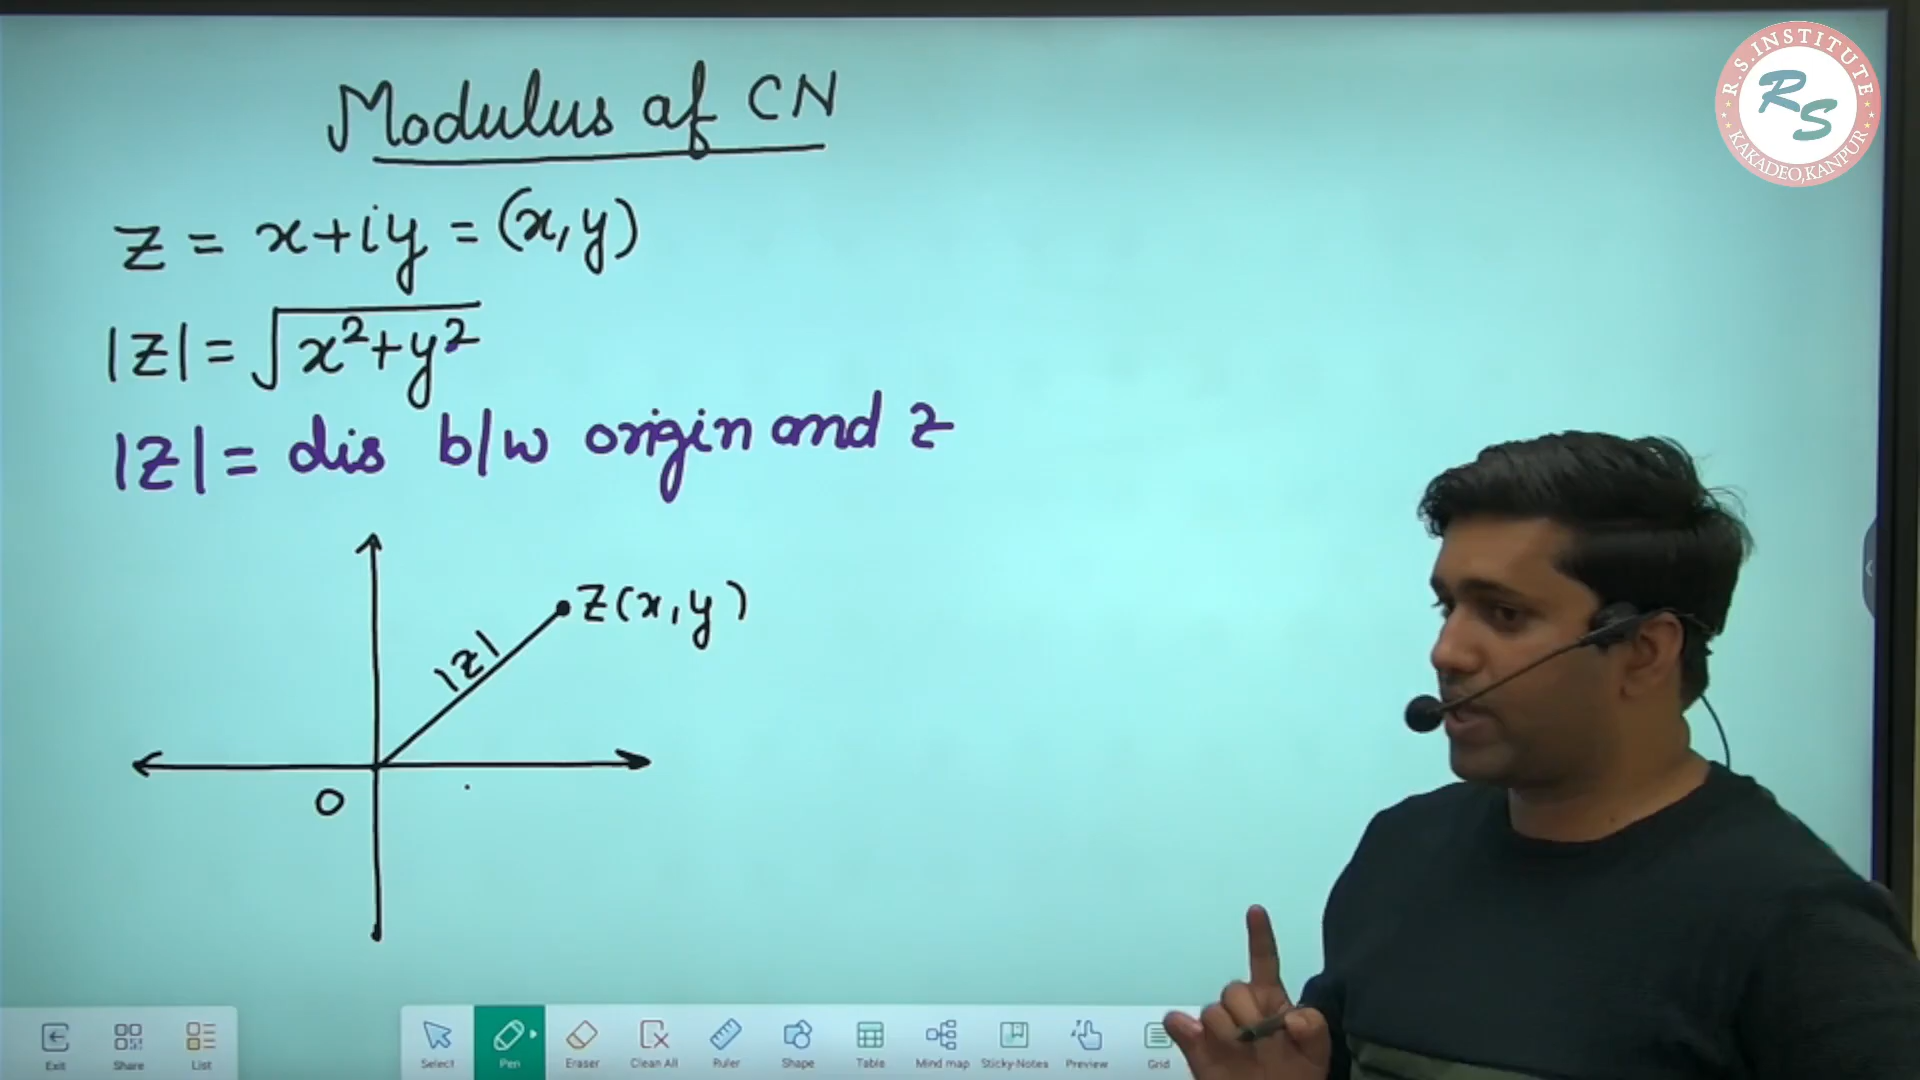 Modulus of CN
z = x+iy = (x,y)
|z| = √x²+y²
|z| = dis b/w origin and z
z(x,y)
|z|
O
R.S.INSTITUTE
RS
KAKADEO,KANPUR
Exit
Share
List
Select
Pen
Eraser
Clean All
Ruler
Shape
Table
Mind map
Sticky-Notes
Preview
Grid